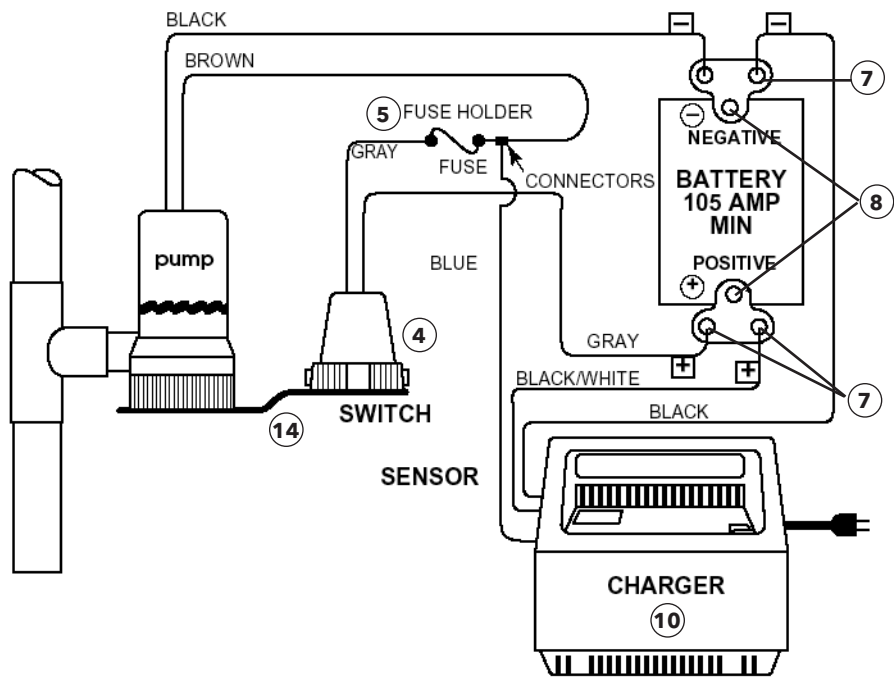 BLACK
BROWN
−
−
7
5
FUSE HOLDER
GRAY
FUSE
CONNECTORS
−
NEGATIVE
BATTERY
105 AMP
MIN
8
pump
BLUE
POSITIVE
+
4
GRAY
+
+
BLACK/WHITE
BLACK
7
14
SWITCH
SENSOR
CHARGER
10